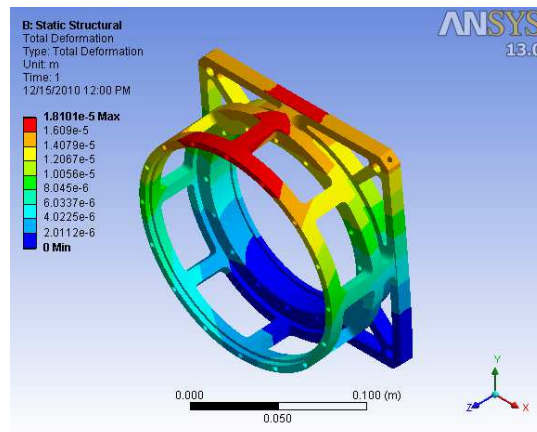 B: Static Structural
Total Deformation
Type: Total Deformation
Unit: m
Time: 1
12/15/2010 12:00 PM
ANSYS
13.0
1.8101e-5 Max
1.609e-5
1.4079e-5
1.2067e-5
1.0056e-5
8.045e-6
6.0337e-6
4.0225e-6
2.0112e-6
0 Min
0.000
0.100 (m)
0.050
Y
Z
X